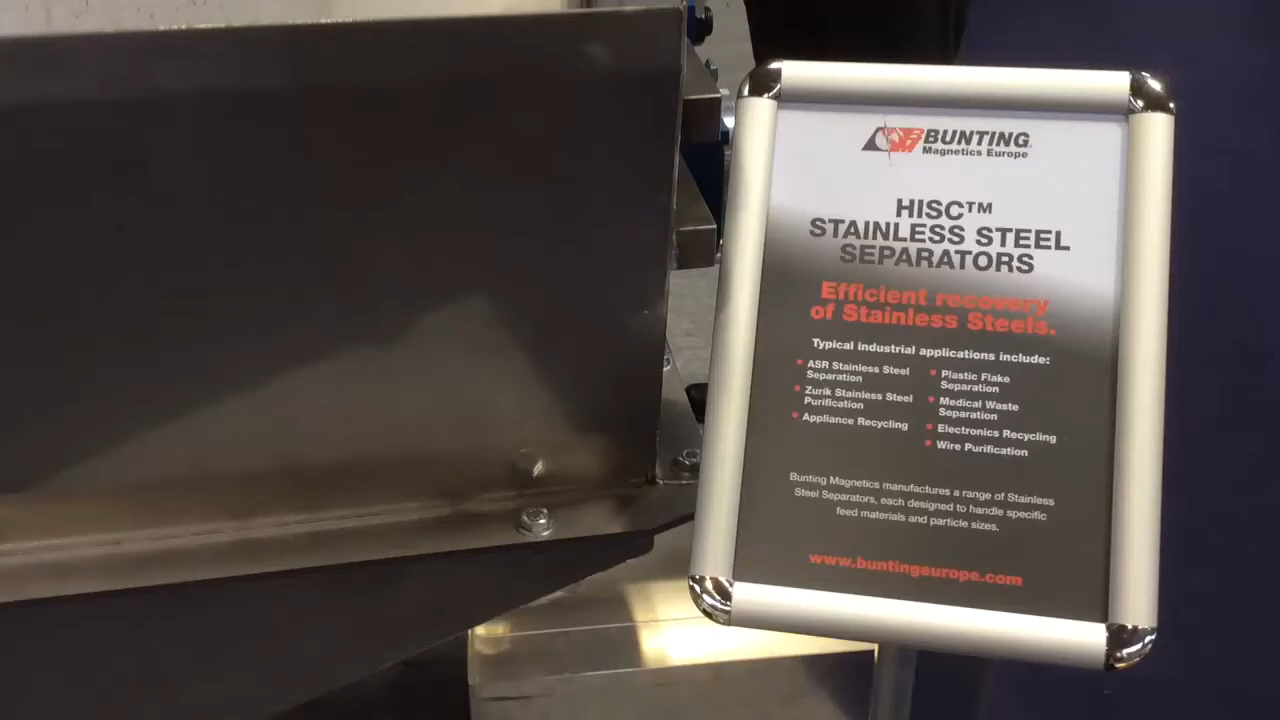 BUNTING
Magnetics Europe
HISC™
STAINLESS STEEL
SEPARATORS
Efficient recovery
of Stainless Steels.
Typical industrial applications include:
ASR Stainless Steel
Separation
Zurik Stainless Steel
Purification
Appliance Recycling
Plastic Flake
Separation
Medical Waste
Separation
Electronics Recycling
Wire Purification
Bunting Magnetics manufactures a range of Stainless
Steel Separators, each designed to handle specific
feed materials and particle sizes.
www.buntingeurope.com